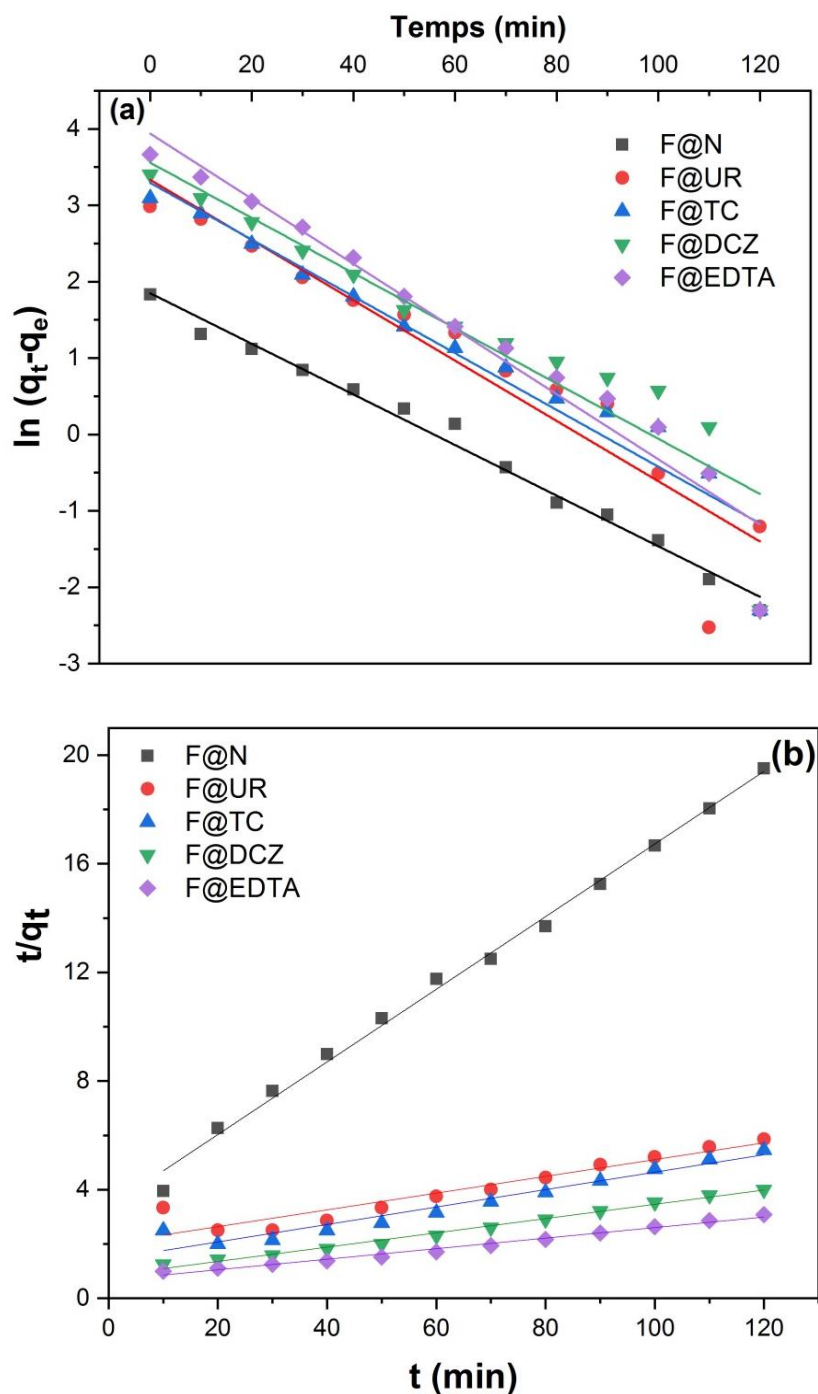 Temps (min)
0 20 40 60 80 100 120
(a)
4
3
2
1
0
-1
-2
-3
ln (qt-qe)
F@N
F@UR
F@TC
F@DCZ
F@EDTA
(b)
20
16
12
8
4
0
t/qt
F@N
F@UR
F@TC
F@DCZ
F@EDTA
0 20 40 60 80 100 120
t (min)